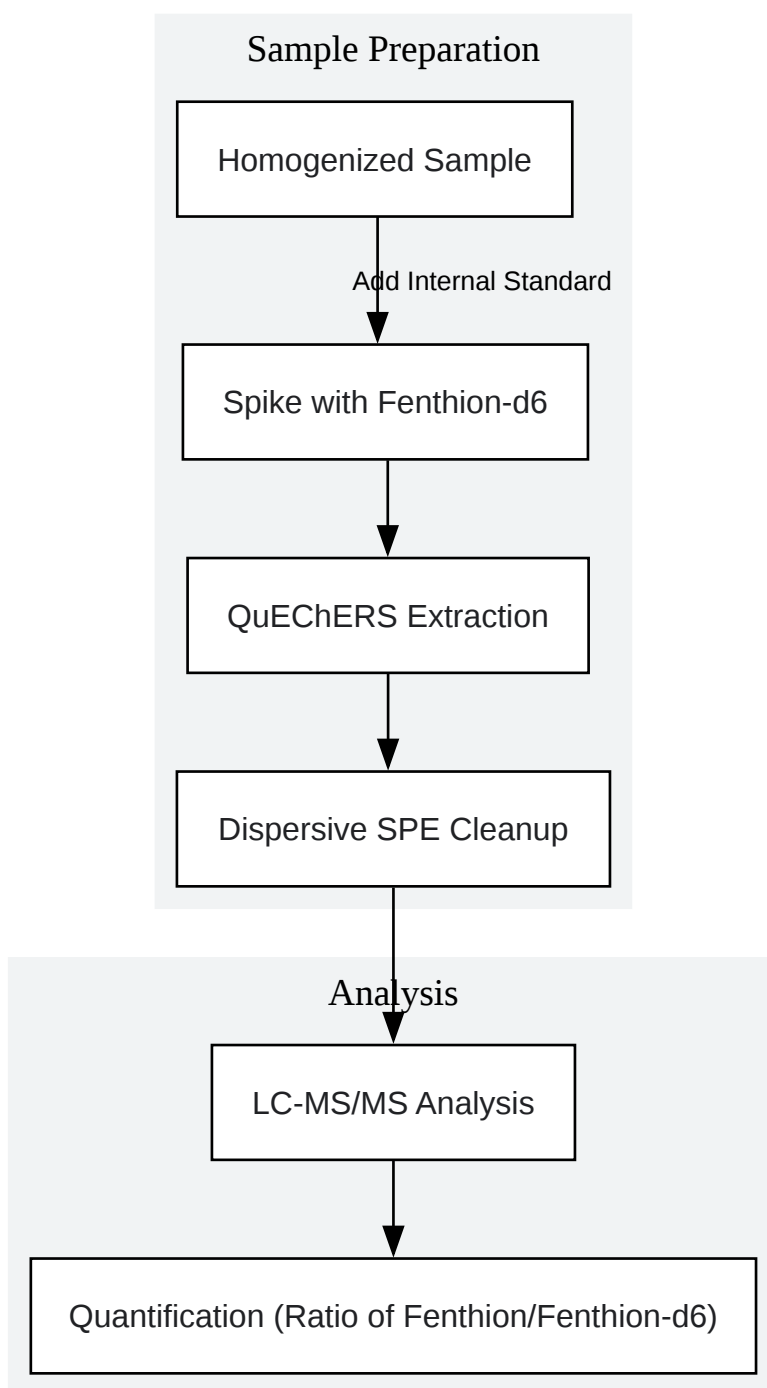 Sample Preparation
Homogenized Sample
Add Internal Standard
Spike with Fenthion-d6
QuEChERS Extraction
Dispersive SPE Cleanup
Analysis
LC-MS/MS Analysis
Quantification (Ratio of Fenthion/Fenthion-d6)